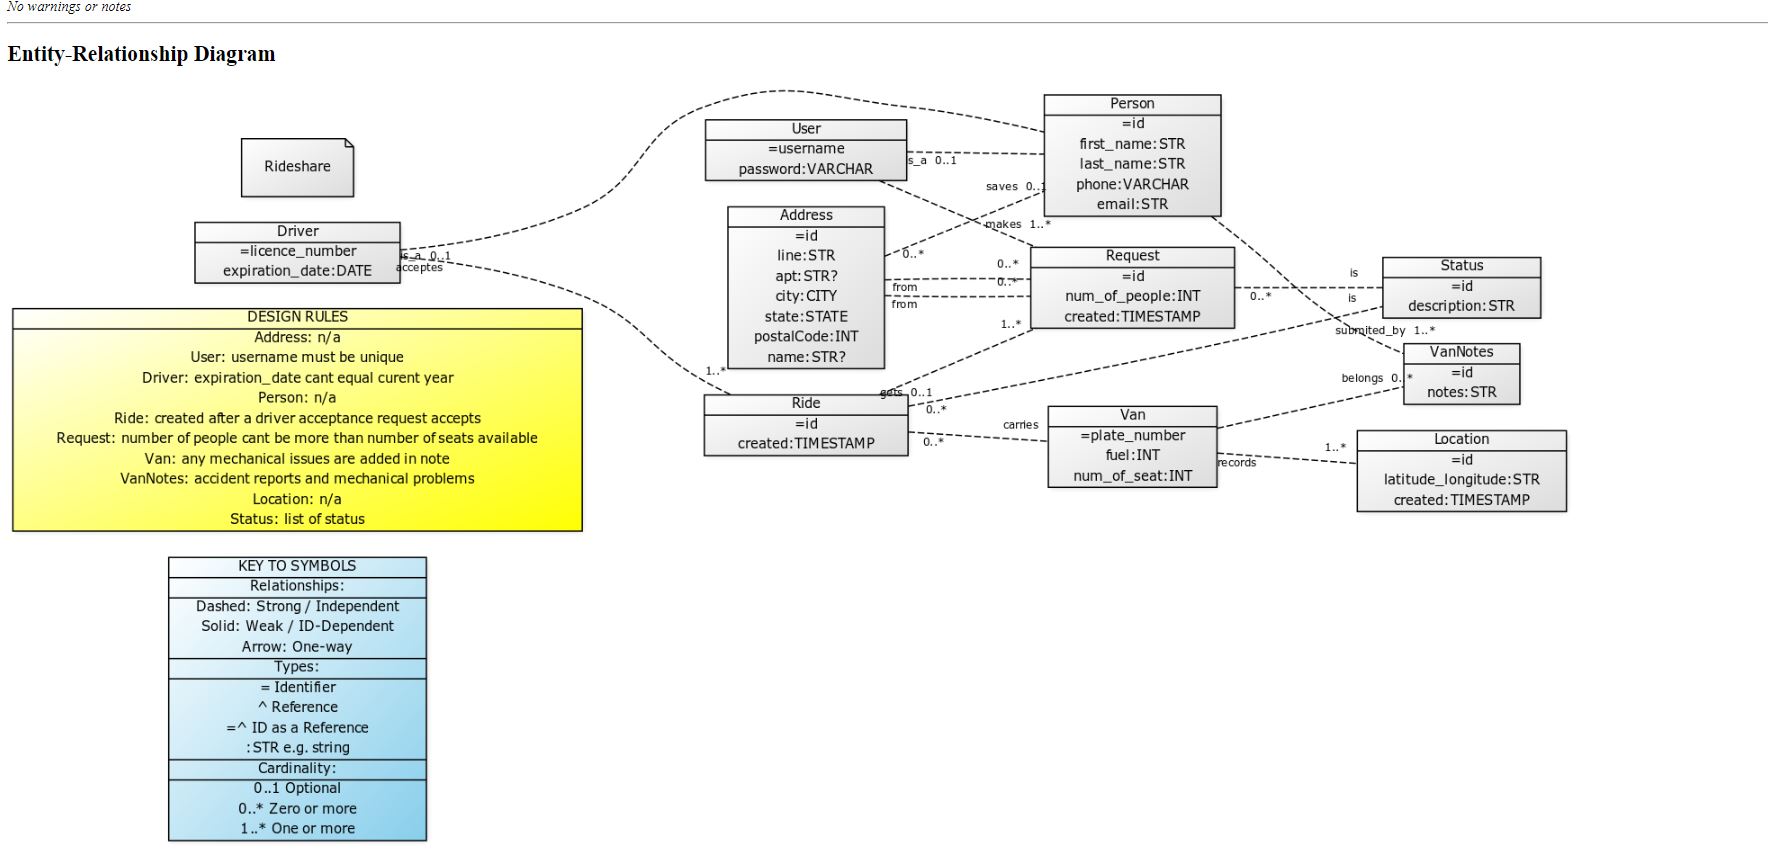 No warnings or notes
Entity-Relationship Diagram
Rideshare
Driver
=licence_number
expiration_date:DATE
is_a 0..1
acceptes
User
=username
password:VARCHAR
s_a 0..1
Person
=id
first_name:STR
last_name:STR
phone:VARCHAR
email:STR
saves 0..1
makes 1..*
Address
=id
line:STR
apt:STR?
city:CITY
state:STATE
postalCode:INT
name:STR?
0..*
0..*
0..*
from
from
Request
=id
num_of_people:INT
created:TIMESTAMP
0..*
is
is
Status
=id
description:STR
submited_by 1..*
VanNotes
=id
notes:STR
belongs 0..*
1..*
1..*
gets 0..1
Ride
=id
created:TIMESTAMP
0..*
0..*
carries
Van
=plate_number
fuel:INT
num_of_seat:INT
records
1..*
Location
=id
latitude_longitude:STR
created:TIMESTAMP
DESIGN RULES
Address: n/a
User: username must be unique
Driver: expiration_date cant equal curent year
Person: n/a
Ride: created after a driver acceptance request accepts
Request: number of people cant be more than number of seats available
Van: any mechanical issues are added in note
VanNotes: accident reports and mechanical problems
Location: n/a
Status: list of status
KEY TO SYMBOLS
Relationships:
Dashed: Strong / Independent
Solid: Weak / ID-Dependent
Arrow: One-way
Types:
= Identifier
^ Reference
=^ ID as a Reference
:STR e.g. string
Cardinality:
0..1 Optional
0..* Zero or more
1..* One or more